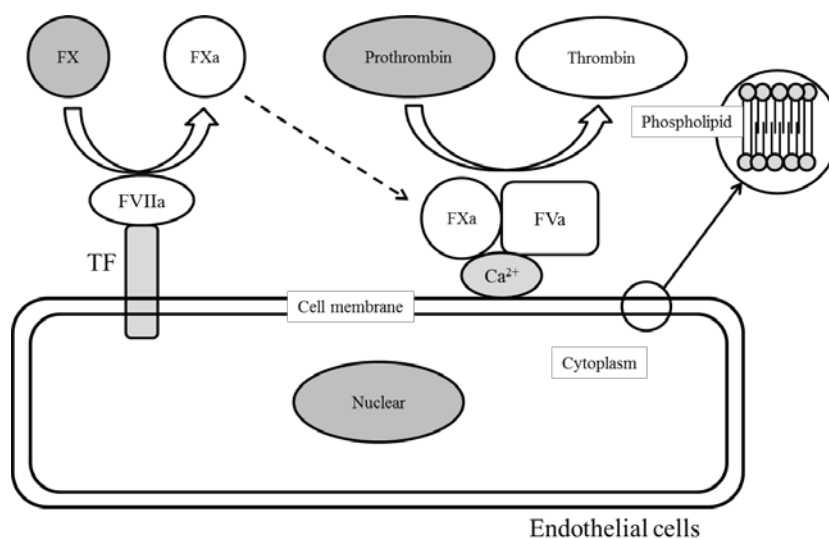 FX
FXa
Prothrombin
Thrombin
Phospholipid
FVIIa
TF
FXa
FVa
Ca²⁺
Cell membrane
Cytoplasm
Nuclear
Endothelial cells